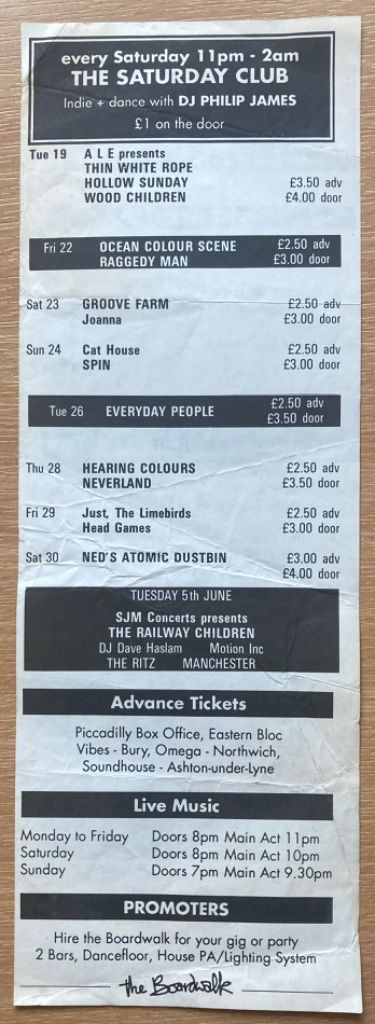 every Saturday 11pm - 2am
THE SATURDAY CLUB
Indie + dance with DJ PHILIP JAMES
£1 on the door
Tue 19 A L E presents
THIN WHITE ROPE
HOLLOW SUNDAY £3.50 adv
WOOD CHILDREN £4.00 door
Fri 22 OCEAN COLOUR SCENE £2.50 adv
RAGGEDY MAN £3.00 door
Sat 23 GROOVE FARM £2.50 adv
Joanna £3.00 door
Sun 24 Cat House £2.50 adv
SPIN £3.00 door
Tue 26 EVERYDAY PEOPLE £2.50 adv
£3.50 door
Thu 28 HEARING COLOURS £2.50 adv
NEVERLAND £3.50 door
Fri 29 Just, The Limebirds £2.50 adv
Head Games £3.00 door
Sat 30 NED'S ATOMIC DUSTBIN £3.00 adv
£4.00 door
TUESDAY 5th JUNE
SJM Concerts presents
THE RAILWAY CHILDREN
DJ Dave Haslam Motion Inc
THE RITZ MANCHESTER
Advance Tickets
Piccadilly Box Office, Eastern Bloc
Vibes - Bury, Omega - Northwich,
Soundhouse - Ashton-under-Lyne
Live Music
Monday to Friday Doors 8pm Main Act 11pm
Saturday Doors 8pm Main Act 10pm
Sunday Doors 7pm Main Act 9.30pm
PROMOTERS
Hire the Boardwalk for your gig or party
2 Bars, Dancefloor, House PA/Lighting System
the Boardwalk